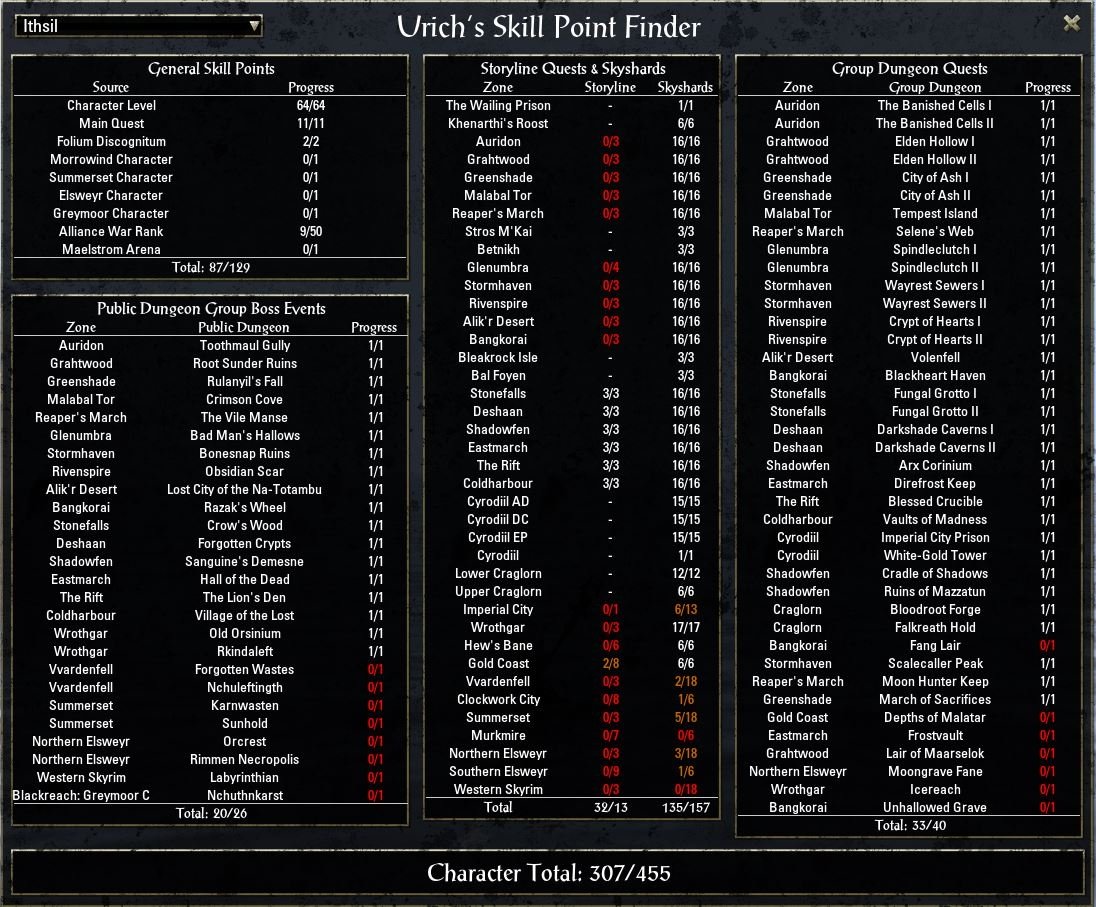 Ithsil
Urich's Skill Point Finder
General Skill Points
Source Progress
Character Level 64/64
Main Quest 11/11
Folium Discognitum 2/2
Morrowind Character 0/1
Summerset Character 0/1
Elsweyr Character 0/1
Greymoor Character 0/1
Alliance War Rank 9/50
Maelstrom Arena 0/1
Total: 87/129
Public Dungeon Group Boss Events
Zone Public Dungeon Progress
Auridon Toothmaul Gully 1/1
Grahtwood Root Sunder Ruins 1/1
Greenshade Rulanyil's Fall 1/1
Malabal Tor Crimson Cove 1/1
Reaper's March The Vile Manse 1/1
Glenumbra Bad Man's Hallows 1/1
Stormhaven Bonesnap Ruins 1/1
Rivenspire Obsidian Scar 1/1
Alik'r Desert Lost City of the Na-Totambu 1/1
Bangkorai Razak's Wheel 1/1
Stonefalls Crow's Wood 1/1
Deshaan Forgotten Crypts 1/1
Shadowfen Sanguine's Demesne 1/1
Eastmarch Hall of the Dead 1/1
The Rift The Lion's Den 1/1
Coldharbour Village of the Lost 1/1
Wrothgar Old Orsinium 1/1
Wrothgar Rkindaleft 1/1
Vvardenfell Forgotten Wastes 0/1
Vvardenfell Nchuleftingth 0/1
Summerset Karnwasten 0/1
Summerset Sunhold 0/1
Northern Elsweyr Orcrest 0/1
Northern Elsweyr Rimmen Necropolis 0/1
Western Skyrim Labyrinthian 0/1
Blackreach: Greymoor C Nchuthnkarst 0/1
Total: 20/26
Storyline Quests & Skyshards
Zone Storyline Skyshards
The Wailing Prison - 1/1
Khenarthi's Roost - 6/6
Auridon 0/3 16/16
Grahtwood 0/3 16/16
Greenshade 0/3 16/16
Malabal Tor 0/3 16/16
Reaper's March 0/3 16/16
Stros M'Kai - 3/3
Betnikh - 3/3
Glenumbra 0/4 16/16
Stormhaven 0/3 16/16
Rivenspire 0/3 16/16
Alik'r Desert 0/3 16/16
Bangkorai 0/3 16/16
Bleakrock Isle - 3/3
Bal Foyen - 3/3
Stonefalls 3/3 16/16
Deshaan 3/3 16/16
Shadowfen 3/3 16/16
Eastmarch 3/3 16/16
The Rift 3/3 16/16
Coldharbour 3/3 16/16
Cyrodiil AD - 15/15
Cyrodiil DC - 15/15
Cyrodiil EP - 15/15
Cyrodiil - 1/1
Lower Craglorn - 12/12
Upper Craglorn - 6/6
Imperial City 0/1 6/13
Wrothgar 0/3 17/17
Hew's Bane 0/6 6/6
Gold Coast 2/8 6/6
Vvardenfell 0/3 2/18
Clockwork City 0/8 1/6
Summerset 0/3 5/18
Murkmire 0/7 0/6
Northern Elsweyr 0/3 3/18
Southern Elsweyr 0/9 1/6
Western Skyrim 0/3 0/18
Total 32/13 135/157
Group Dungeon Quests
Zone Group Dungeon Progress
Auridon The Banished Cells I 1/1
Auridon The Banished Cells II 1/1
Grahtwood Elden Hollow I 1/1
Grahtwood Elden Hollow II 1/1
Greenshade City of Ash I 1/1
Greenshade City of Ash II 1/1
Malabal Tor Tempest Island 1/1
Reaper's March Selene's Web 1/1
Glenumbra Spindleclutch I 1/1
Glenumbra Spindleclutch II 1/1
Stormhaven Wayrest Sewers I 1/1
Stormhaven Wayrest Sewers II 1/1
Rivenspire Crypt of Hearts I 1/1
Rivenspire Crypt of Hearts II 1/1
Alik'r Desert Volenfell 1/1
Bangkorai Blackheart Haven 1/1
Stonefalls Fungal Grotto I 1/1
Stonefalls Fungal Grotto II 1/1
Deshaan Darkshade Caverns I 1/1
Deshaan Darkshade Caverns II 1/1
Shadowfen Arx Corinium 1/1
Eastmarch Direfrost Keep 1/1
The Rift Blessed Crucible 1/1
Coldharbour Vaults of Madness 1/1
Cyrodiil Imperial City Prison 1/1
Cyrodiil White-Gold Tower 1/1
Shadowfen Cradle of Shadows 1/1
Shadowfen Ruins of Mazzatun 1/1
Craglorn Bloodroot Forge 1/1
Craglorn Falkreath Hold 1/1
Bangkorai Fang Lair 0/1
Stormhaven Scalecaller Peak 1/1
Reaper's March Moon Hunter Keep 1/1
Greenshade March of Sacrifices 1/1
Gold Coast Depths of Malatar 0/1
Eastmarch Frostvault 0/1
Grahtwood Lair of Maarselok 0/1
Northern Elsweyr Moongrave Fane 0/1
Wrothgar Icereach 0/1
Bangkorai Unhallowed Grave 0/1
Total: 33/40
Character Total: 307/455